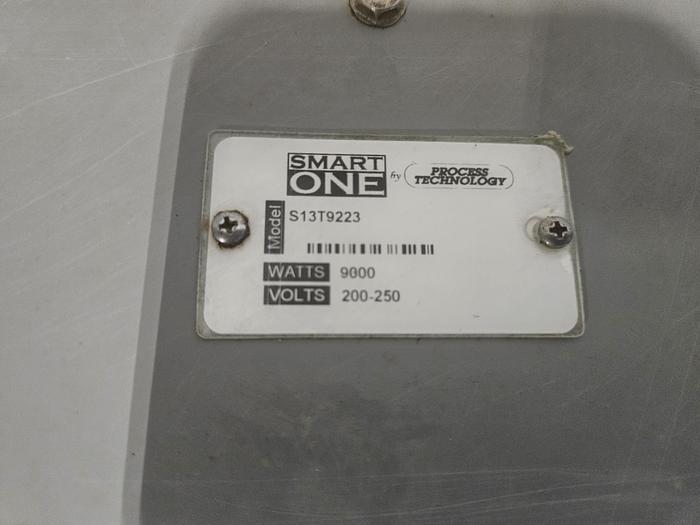 SMART
ONE
by PROCESS
TECHNOLOGY
Model S13T9223
WATTS 9000
VOLTS 200-250